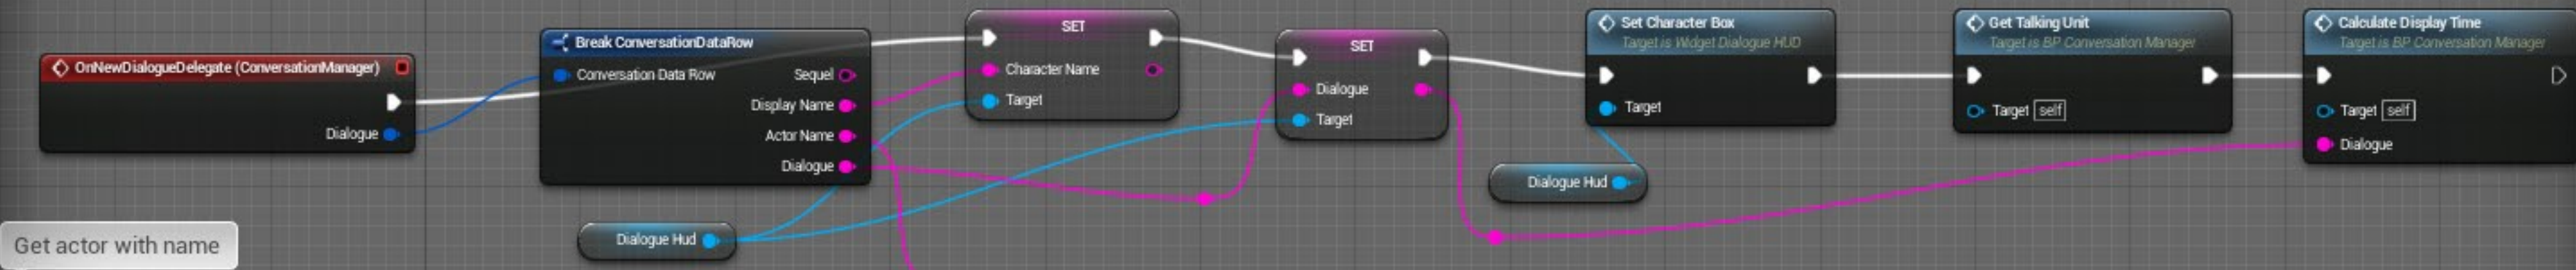 OnNewDialogueDelegate (ConversationManager)
Dialogue
Break ConversationDataRow
Conversation Data Row
Sequel
Display Name
Actor Name
Dialogue
SET
Character Name
Target
SET
Dialogue
Target
Set Character Box
Target is Widget Dialogue HUD
Target
Get Talking Unit
Target is BP Conversation Manager
Target self
Calculate Display Time
Target is BP Conversation Manager
Target self
Dialogue
Dialogue Hud
Dialogue Hud
Get actor with name